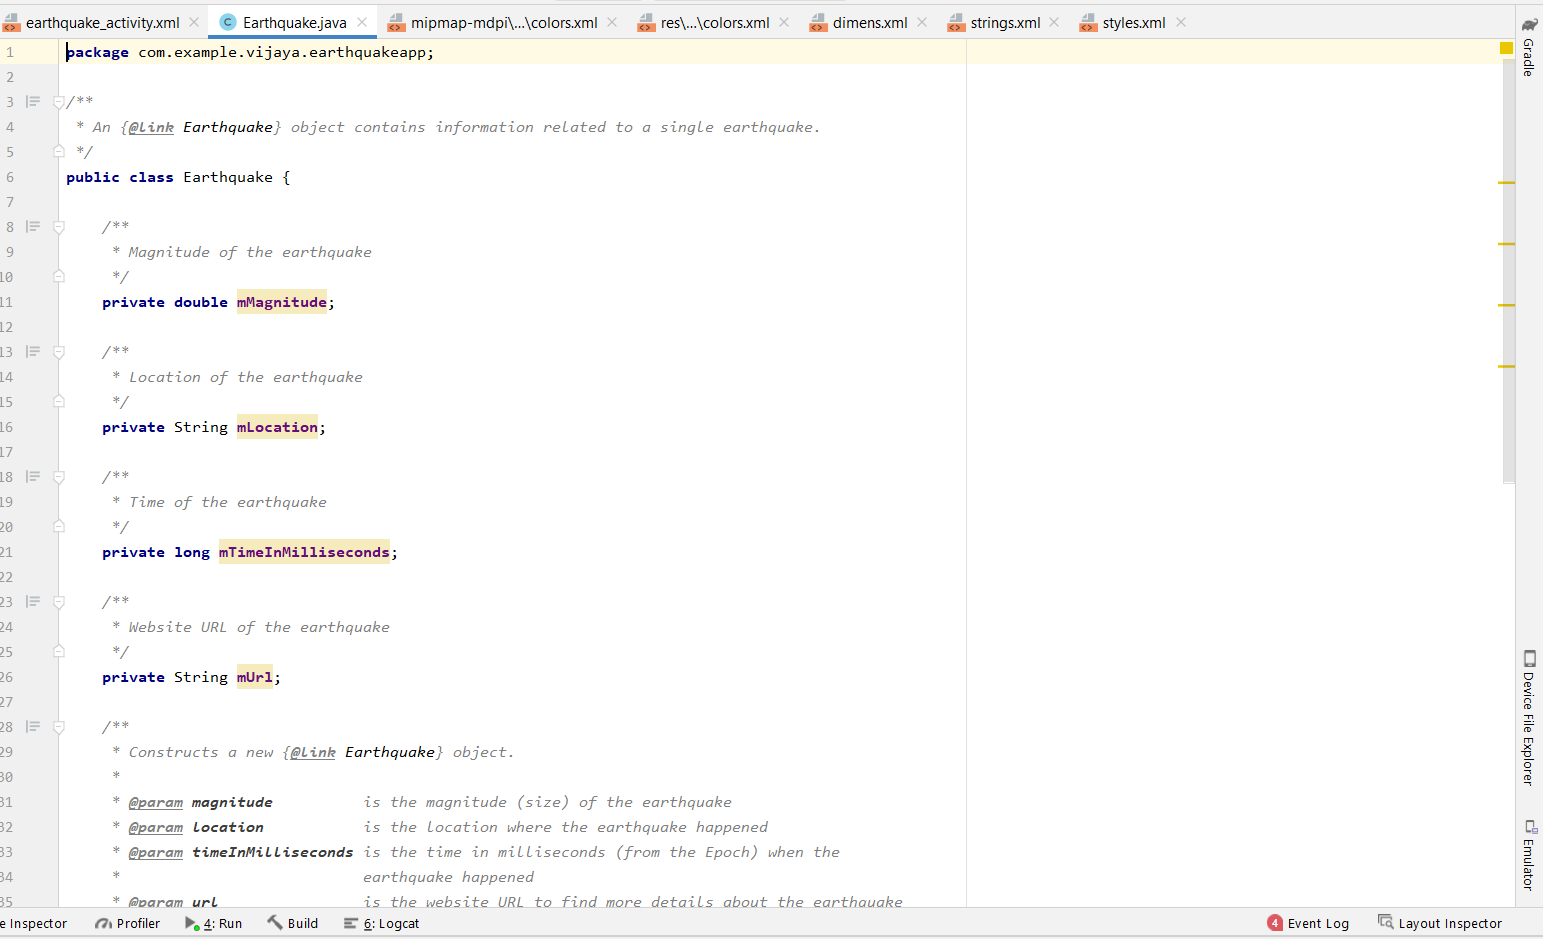 earthquake_activity.xml Earthquake.java mipmap-mdpi\...\colors.xml res\...\colors.xml dimens.xml strings.xml styles.xml
1 package com.example.vijaya.earthquakeapp;
2
3 /**
4 * An {@link Earthquake} object contains information related to a single earthquake.
5 */
6 public class Earthquake {
7
8 /**
9 * Magnitude of the earthquake
10 */
11 private double mMagnitude;
12
13 /**
14 * Location of the earthquake
15 */
16 private String mLocation;
17
18 /**
19 * Time of the earthquake
20 */
21 private long mTimeInMilliseconds;
22
23 /**
24 * Website URL of the earthquake
25 */
26 private String mUrl;
27
28 /**
29 * Constructs a new {@link Earthquake} object.
30 *
31 * @param magnitude is the magnitude (size) of the earthquake
32 * @param location is the location where the earthquake happened
33 * @param timeInMilliseconds is the time in milliseconds (from the Epoch) when the
34 * earthquake happened
35 * @param url is the website URL to find more details about the earthquake
Gradle
Device File Explorer
Emulator
e Inspector Profiler 4: Run Build 6: Logcat 4 Event Log Layout Inspector